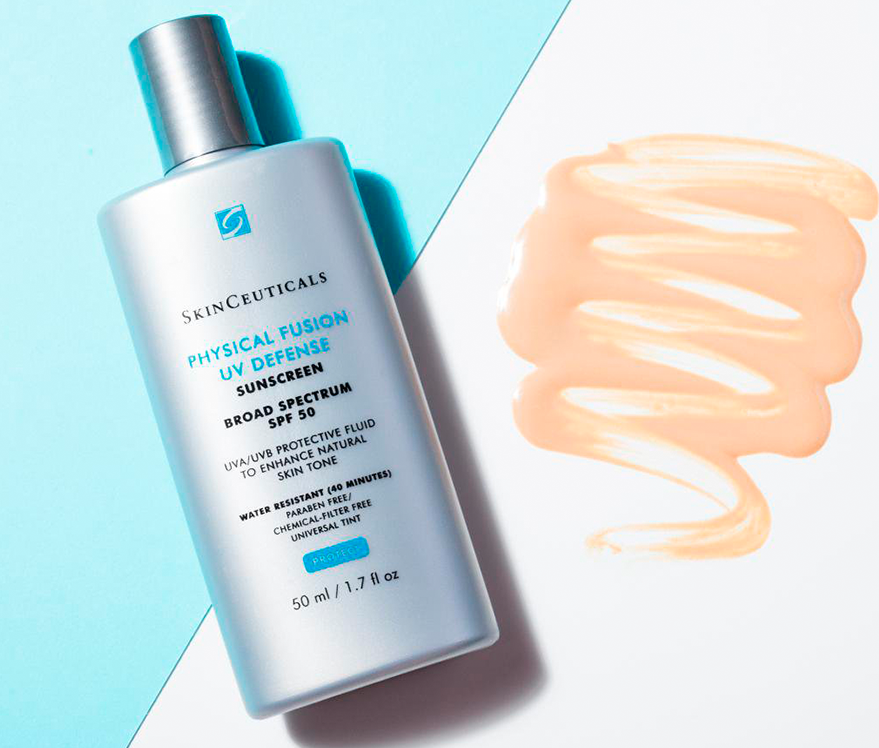 SKINCEUTICALS
PHYSICAL FUSION
UV DEFENSE
SUNSCREEN
BROAD SPECTRUM
SPF 50
UVA/UVB PROTECTIVE FLUID
TO ENHANCE NATURAL
SKIN TONE
WATER RESISTANT (40 MINUTES)
PARABEN FREE/
CHEMICAL-FILTER FREE
UNIVERSAL TINT
PROTECT
50 ml / 1.7 fl oz